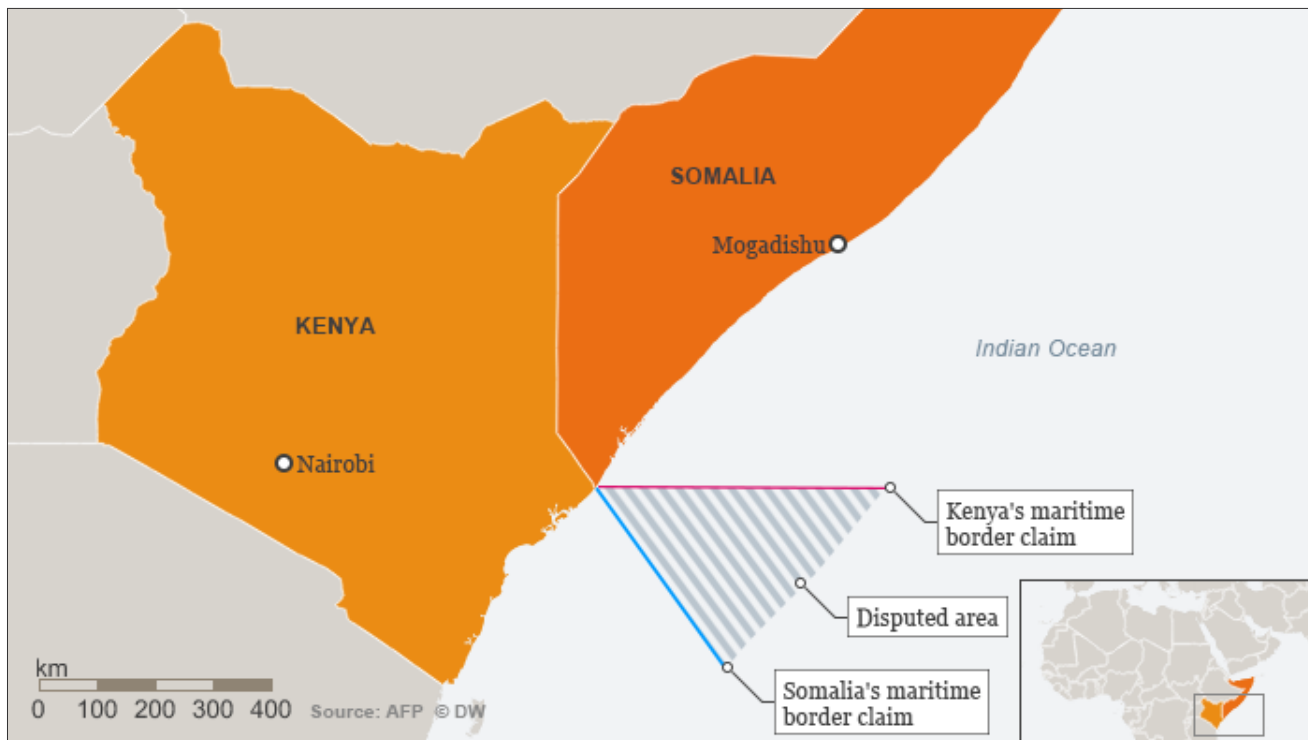 SOMALIA
Mogadishu
KENYA
Indian Ocean
Nairobi
Kenya's maritime
border claim
Disputed area
Somalia's maritime
border claim
km
0 100 200 300 400
Source: AFP © DW